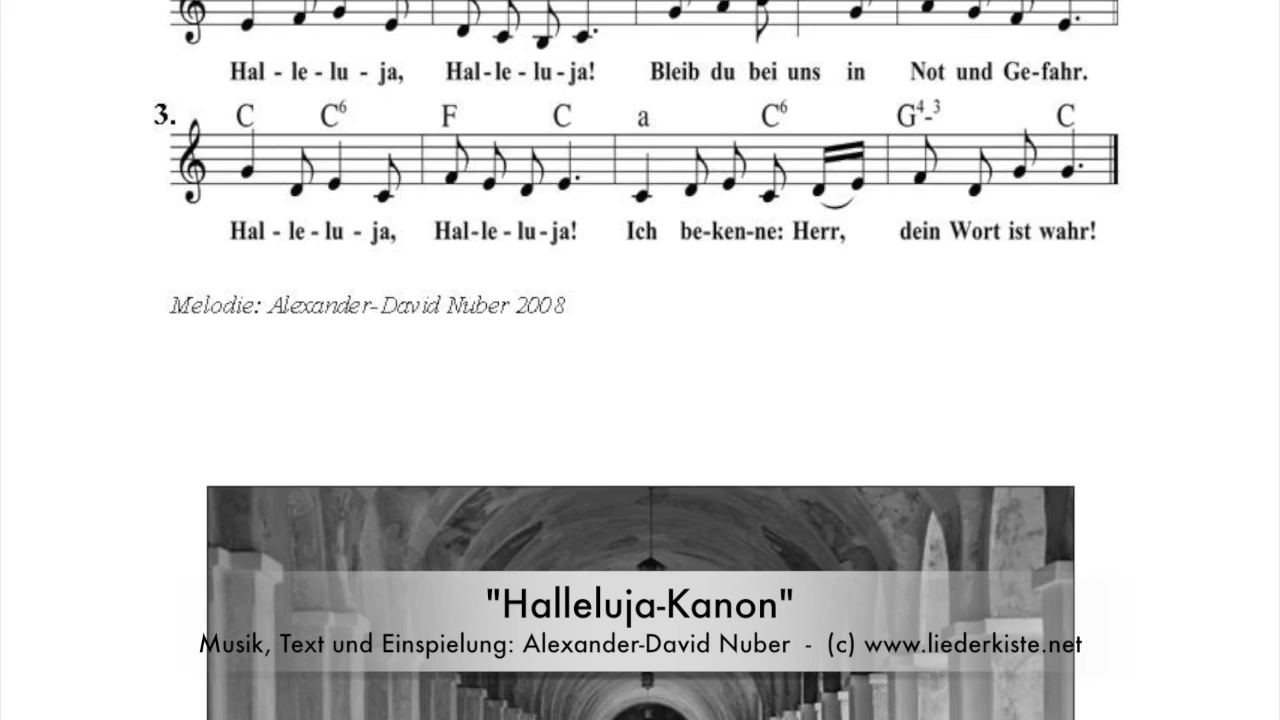 Hal - le - lu - ja, Hal - le - lu - ja! Bleib du bei uns in Not und Ge-fahr.
3. C C6 F C a C6 G4-3 C
Hal - le - lu - ja, Hal-le - lu-ja! Ich be-ken-ne: Herr, dein Wort ist wahr!
Melodie: Alexander-David Nuber 2008
"Halleluja-Kanon"
Musik, Text und Einspielung: Alexander-David Nuber - (c) www.liederkiste.net